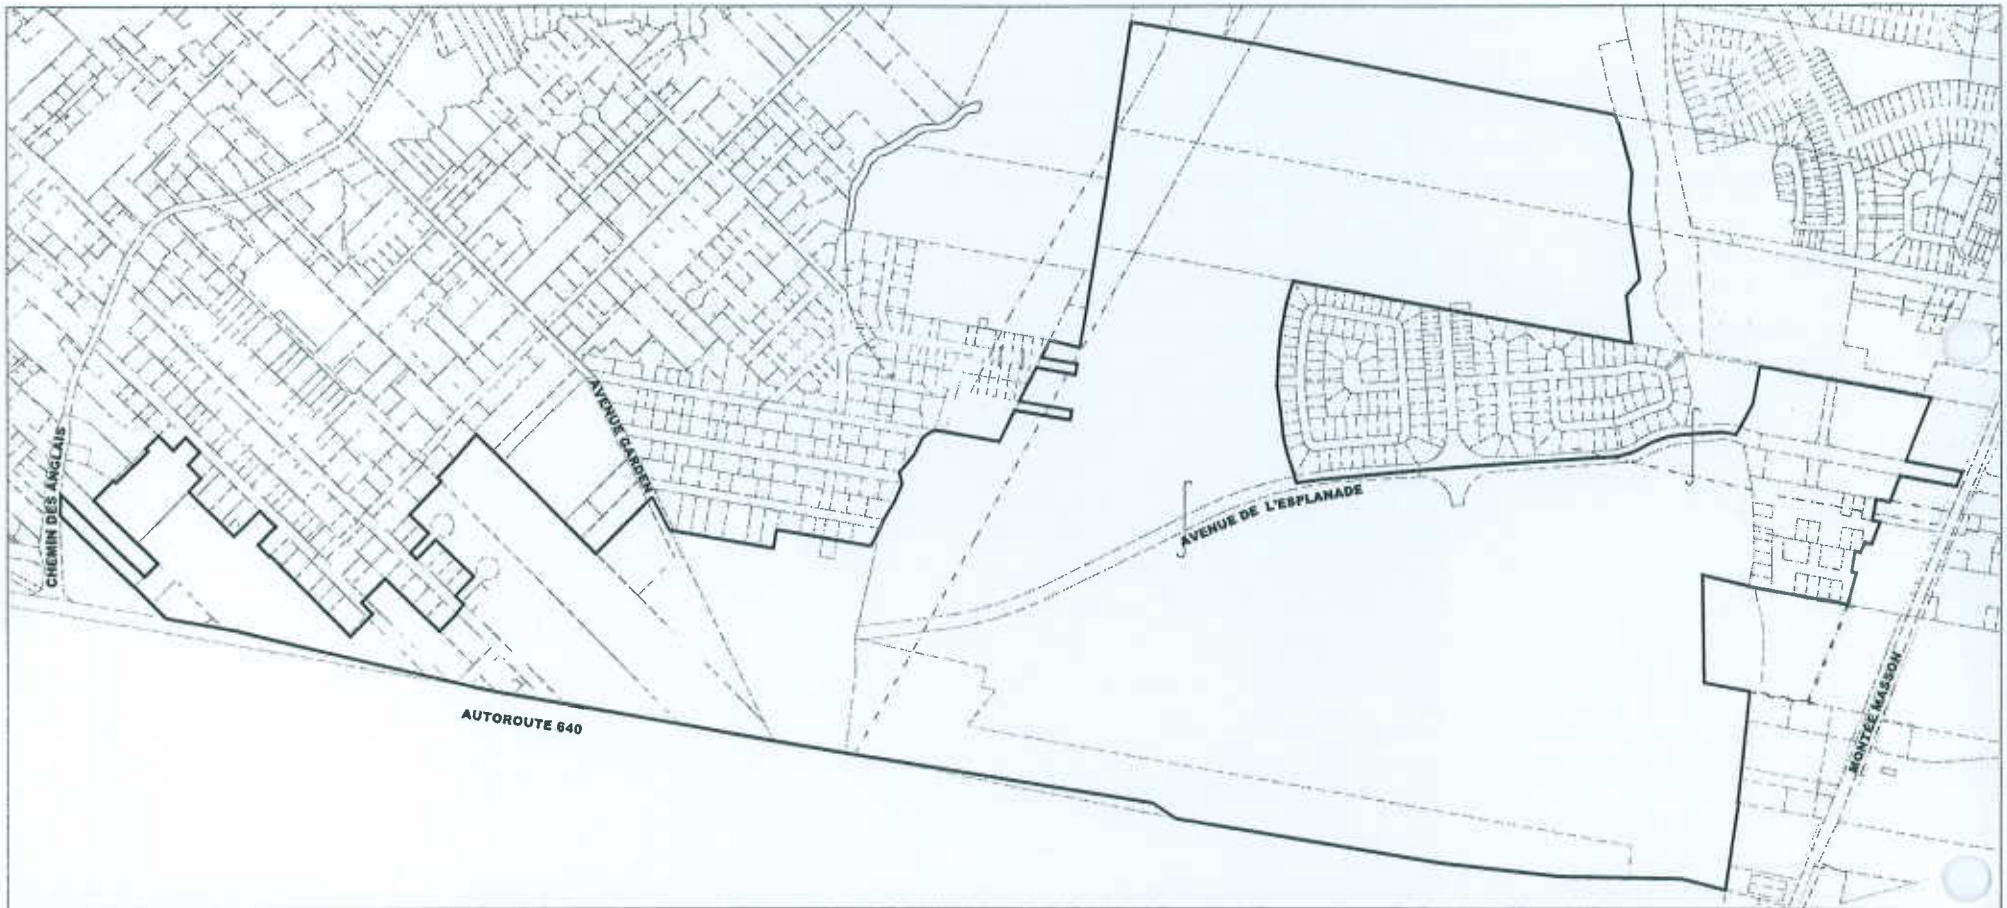 CHEMIN DES ANGLAIS
AVENUE GARDEN
AVENUE DE L'ESPLANADE
AUTOROUTE 640
MONTÉE MASSON